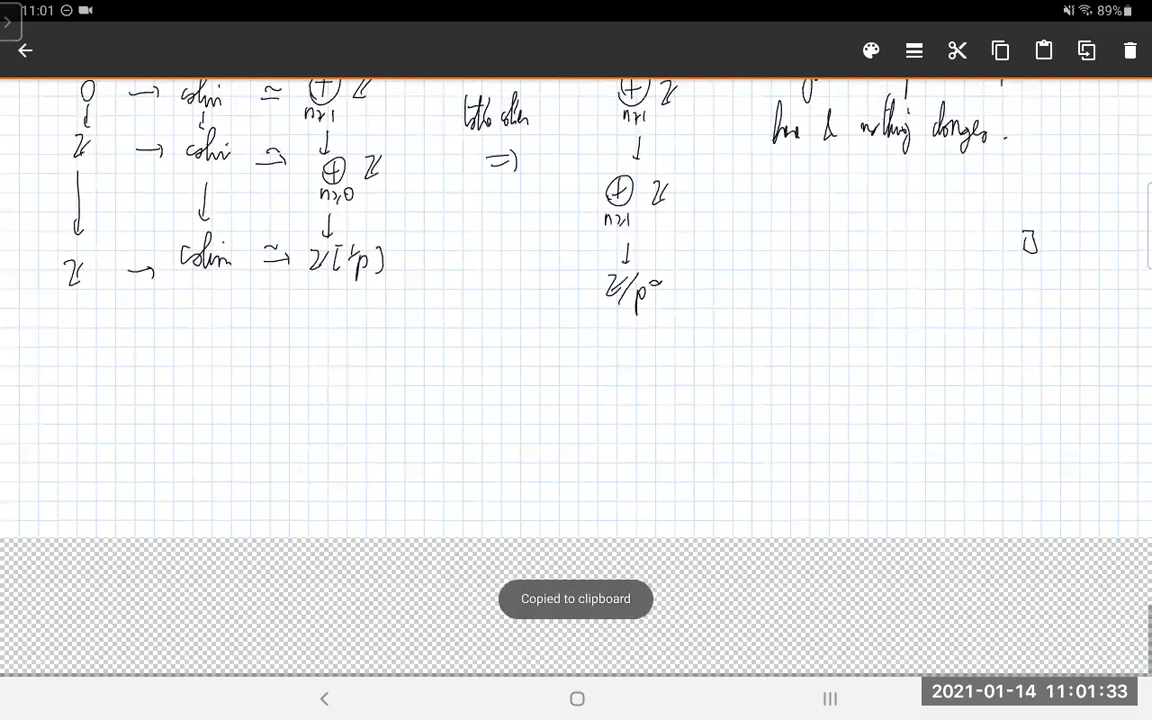 11:01 89%
0 → colim ≃ ⊕ ℤ
n≥1
ℤ → colim ≃ ⊕ ℤ
n≥0
ℤ → colim ≃ ℤ[1/p]
⇒
⊕ ℤ
n≥1
⊕ ℤ
n≥1
ℤ/p∞
& nothing changes.
□
Copied to clipboard
2021-01-14 11:01:33